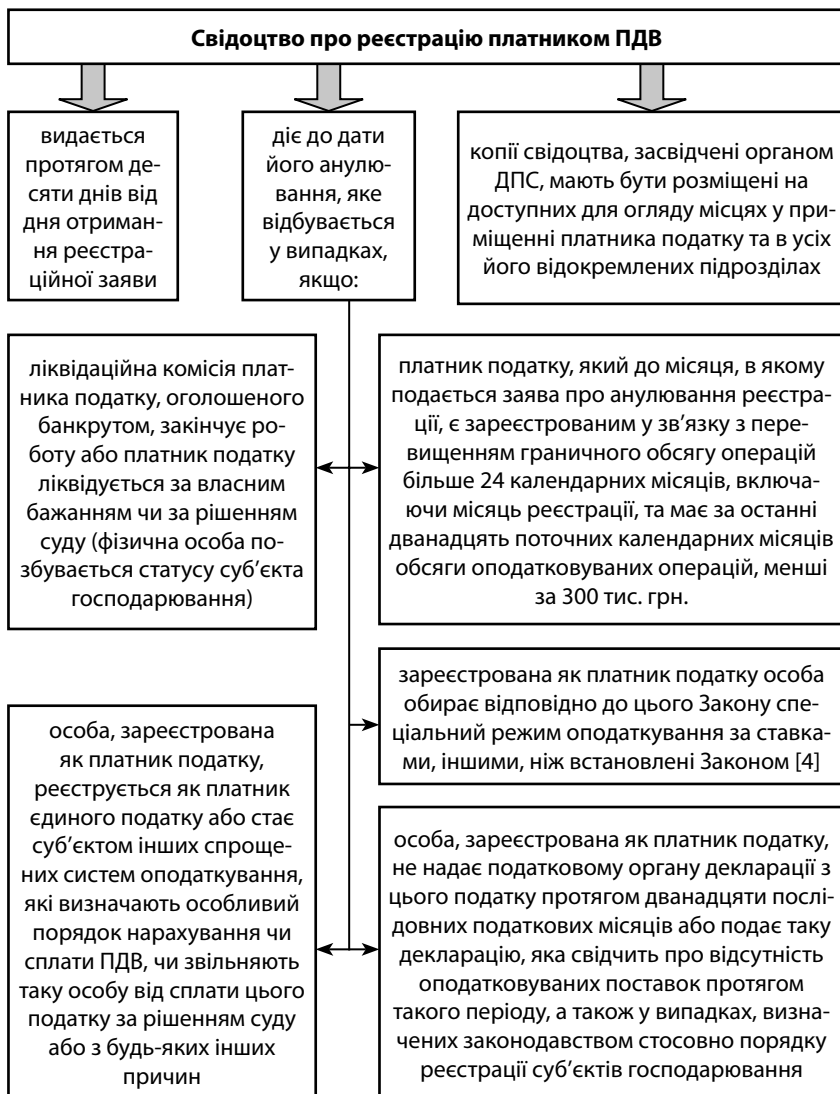 Свідоцтво про реєстрацію платником ПДВ
видається
протягом де-
сяти днів від
дня отриман-
ня реєстра-
ційної заяви
діє до дати
його анулю-
вання, яке
відбувається
у випадках,
якщо:
копії свідоцтва, засвідчені органом
ДПС, мають бути розміщені на
доступних для огляду місцях у при-
міщенні платника податку та в усіх
його відокремлених підрозділах
ліквідаційна комісія плат-
ника податку, оголошеного
банкрутом, закінчує ро-
боту або платник податку
ліквідується за власним
бажанням чи за рішенням
суду (фізична особа по-
збувається статусу суб’єкта
господарювання)
платник податку, який до місяця, в якому
подається заява про анулювання реєстра-
ції, є зареєстрованим у зв’язку з пере-
вищенням граничного обсягу операцій
більше 24 календарних місяців, включа-
ючи місяць реєстрації, та має за останні
дванадцять поточних календарних місяців
обсяги оподатковуваних операцій, менші
за 300 тис. грн.
зареєстрована як платник податку особа
обирає відповідно до цього Закону спе-
ціальний режим оподаткування за ставка-
ми, іншими, ніж встановлені Законом [4]
особа, зареєстрована
як платник податку,
реєструється як платник
єдиного податку або стає
суб’єктом інших спроще-
них систем оподаткування,
які визначають особливий
порядок нарахування чи
сплати ПДВ, чи звільняють
таку особу від сплати цього
податку за рішенням суду
або з будь-яких інших
причин
особа, зареєстрована як платник податку,
не надає податковому органу декларації з
цього податку протягом дванадцяти послі-
довних податкових місяців або подає таку
декларацію, яка свідчить про відсутність
оподатковуваних поставок протягом
такого періоду, а також у випадках, визна-
чених законодавством стосовно порядку
реєстрації суб’єктів господарювання